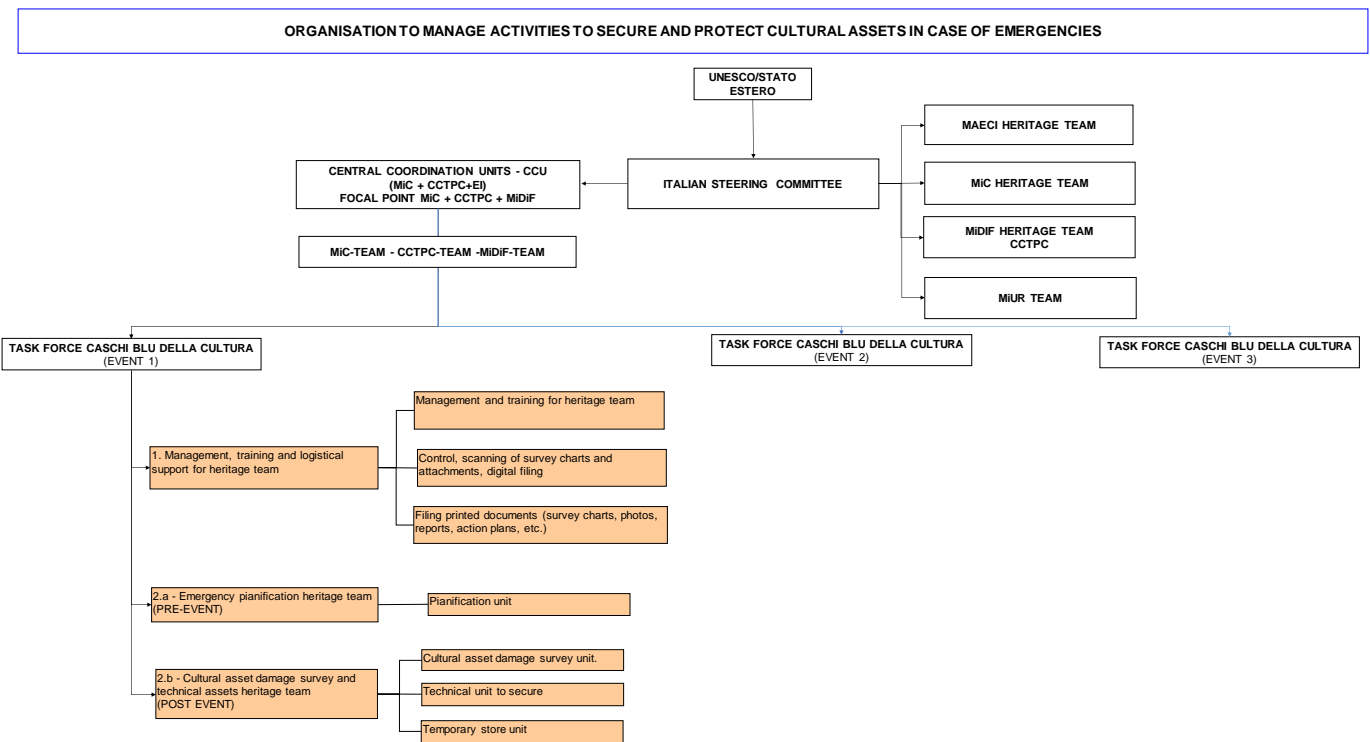 ORGANISATION TO MANAGE ACTIVITIES TO SECURE AND PROTECT CULTURAL ASSETS IN CASE OF EMERGENCIES
UNESCO/STATO
ESTERO
MAECI HERITAGE TEAM
CENTRAL COORDINATION UNITS - CCU
(MiC + CCTPC+EI)
FOCAL POINT MiC + CCTPC + MiDiF
ITALIAN STEERING COMMITTEE
MiC HERITAGE TEAM
MiDIF HERITAGE TEAM
CCTPC
MiC-TEAM - CCTPC-TEAM -MiDiF-TEAM
MiUR TEAM
TASK FORCE CASCHI BLU DELLA CULTURA
(EVENT 1)
TASK FORCE CASCHI BLU DELLA CULTURA
(EVENT 2)
TASK FORCE CASCHI BLU DELLA CULTURA
(EVENT 3)
1. Management, training and logistical
support for heritage team
Management and training for heritage team
Control, scanning of survey charts and
attachments, digital filing
Filing printed documents (survey charts, photos,
reports, action plans, etc.)
2.a - Emergency pianification heritage team
(PRE-EVENT)
Pianification unit
2.b - Cultural asset damage survey and
technical assets heritage team
(POST EVENT)
Cultural asset damage survey unit.
Technical unit to secure
Temporary store unit